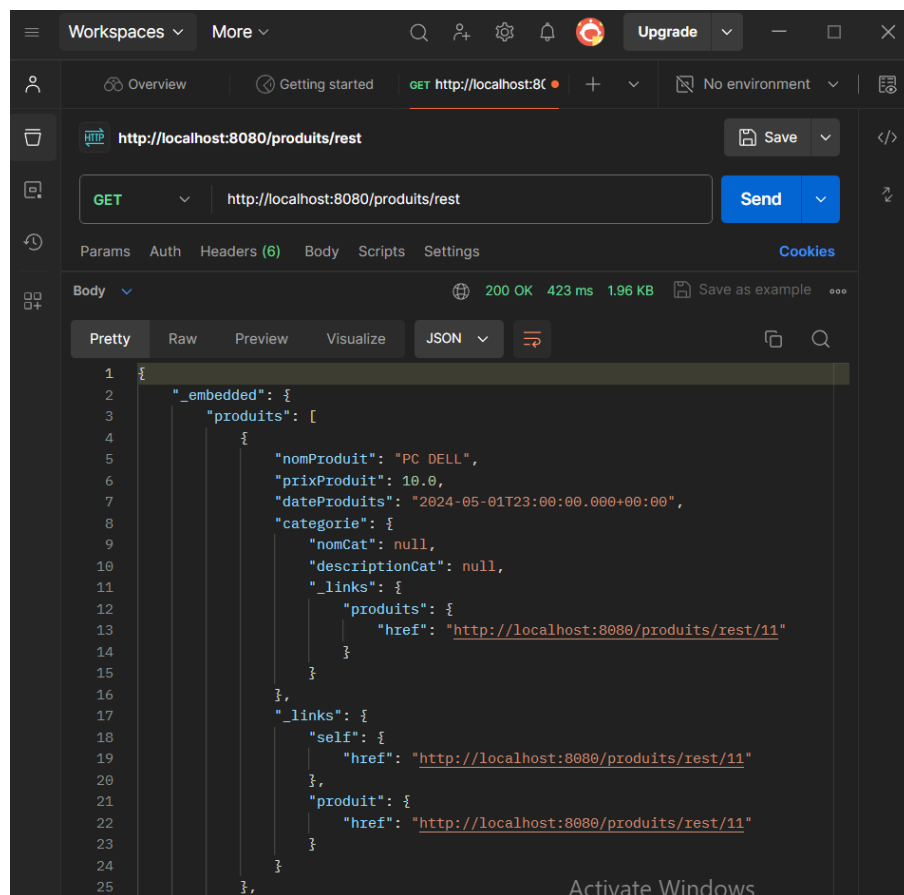 Workspaces More Upgrade
Overview Getting started GET http://localhost:8( No environment
HTTP http://localhost:8080/produits/rest Save
GET http://localhost:8080/produits/rest Send
Params Auth Headers (6) Body Scripts Settings Cookies
Body 200 OK 423 ms 1.96 KB Save as example
Pretty Raw Preview Visualize JSON
1 {
2 "_embedded": {
3 "produits": [
4 {
5 "nomProduit": "PC DELL",
6 "prixProduit": 10.0,
7 "dateProduits": "2024-05-01T23:00:00.000+00:00",
8 "categorie": {
9 "nomCat": null,
10 "descriptionCat": null,
11 "_links": {
12 "produits": {
13 "href": "http://localhost:8080/produits/rest/11"
14 }
15 }
16 },
17 "_links": {
18 "self": {
19 "href": "http://localhost:8080/produits/rest/11"
20 },
21 "produit": {
22 "href": "http://localhost:8080/produits/rest/11"
23 }
24 }
25 },
Activate Windows